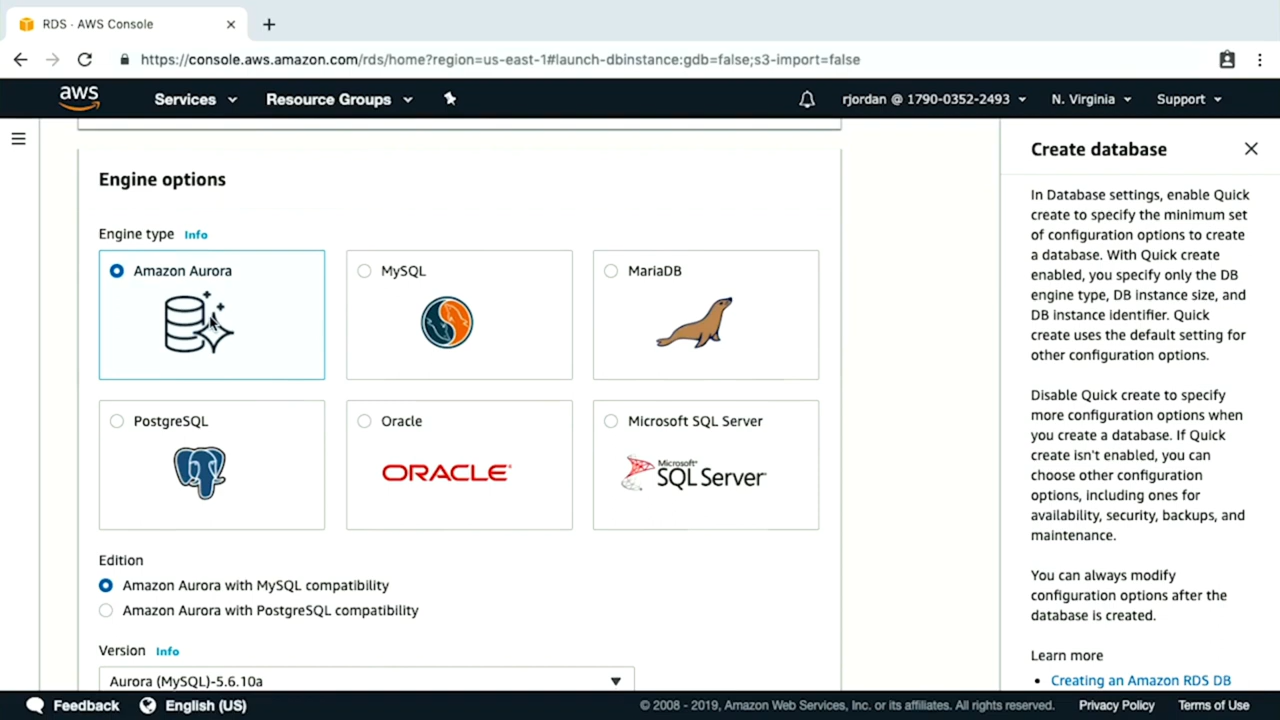 RDS · AWS Console
https://console.aws.amazon.com/rds/home?region=us-east-1#launch-dbinstance:gdb=false;s3-import=false
aws
Services
Resource Groups
rjordan @ 1790-0352-2493
N. Virginia
Support
Engine options
Engine type Info
Amazon Aurora
MySQL
MariaDB
PostgreSQL
Oracle
ORACLE
Microsoft SQL Server
Microsoft
SQL Server
Edition
Amazon Aurora with MySQL compatibility
Amazon Aurora with PostgreSQL compatibility
Version Info
Aurora (MySQL)-5.6.10a
Create database
In Database settings, enable Quick
create to specify the minimum set
of configuration options to create
a database. With Quick create
enabled, you specify only the DB
engine type, DB instance size, and
DB instance identifier. Quick
create uses the default setting for
other configuration options.
Disable Quick create to specify
more configuration options when
you create a database. If Quick
create isn't enabled, you can
choose other configuration
options, including ones for
availability, security, backups, and
maintenance.
You can always modify
configuration options after the
database is created.
Learn more
• Creating an Amazon RDS DB
Feedback
English (US)
© 2008 - 2019, Amazon Web Services, Inc. or its affiliates. All rights reserved.
Privacy Policy
Terms of Use